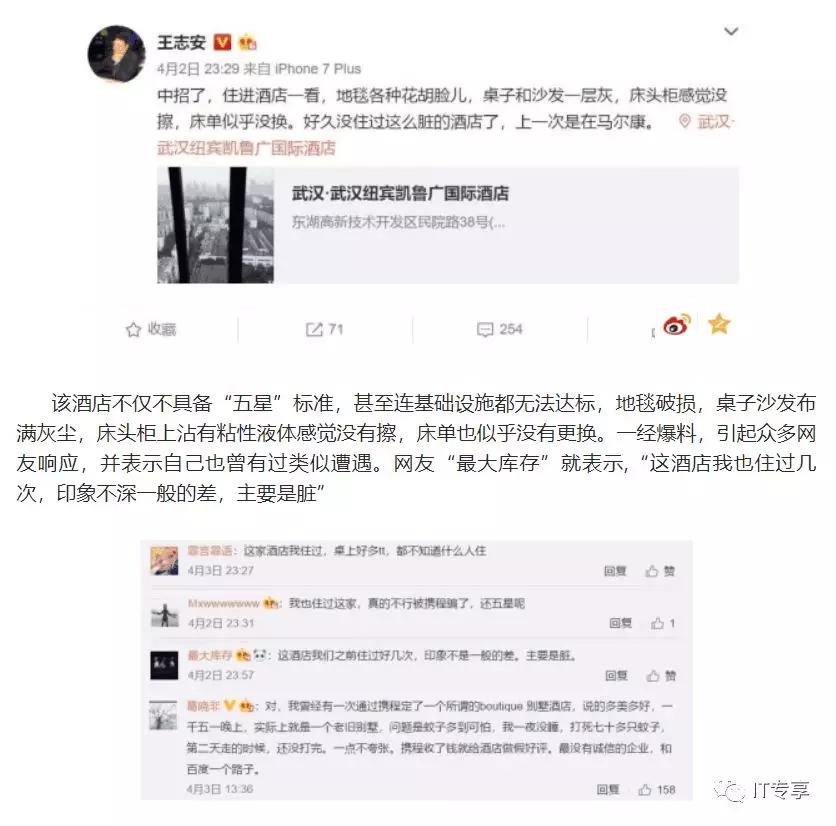 王志安
4月2日 23:29 来自 iPhone 7 Plus
中招了，住进酒店一看，地毯各种花胡脸儿，桌子和沙发一层灰，床头柜感觉没
擦，床单似乎没换。好久没住过这么脏的酒店了，上一次是在马尔康。 武汉·
武汉纽宾凯鲁广国际酒店
武汉·武汉纽宾凯鲁广国际酒店
东湖高新技术开发区民院路38号(...
收藏
71
254
该酒店不仅不具备“五星”标准，甚至连基础设施都无法达标，地毯破损，桌子沙发布
满灰尘，床头柜上沾有粘性液体感觉没有擦，床单也似乎没有更换。一经爆料，引起众多网
友响应，并表示自己也曾有过类似遭遇。网友“最大库存”就表示,“这酒店我也住过几
次，印象不深一般的差，主要是脏”
：这家酒店我住过，桌上好多tt，都不知道什么人住
4月3日 23:27
回复 赞
Mxwwwwwww：我也住过这家，真的不行被携程骗了，还五星呢
4月2日 23:31
回复 1
最大库存：这酒店我们之前住过好几次，印象不是一般的差。主要是脏。
4月2日 23:57
回复 赞
葛晓非：对，我曾经有一次通过携程定了一个所谓的boutique 别墅酒店，说的多美多好，一
千五一晚上，实际上就是一个老旧别墅，问题是蚊子多到可怕，我一夜没睡，打死七十多只蚊子，
第二天走的时候，还没打完。一点不夸张。携程收了钱就给酒店做假好评。最没有诚信的企业，和
百度一个路子。
4月3日 13:36
回复 158
IT专享